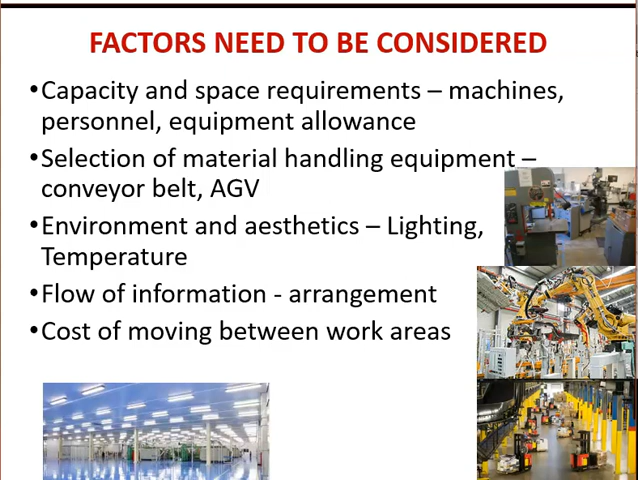 FACTORS NEED TO BE CONSIDERED
•Capacity and space requirements – machines,
personnel, equipment allowance
•Selection of material handling equipment –
conveyor belt, AGV
•Environment and aesthetics – Lighting,
Temperature
•Flow of information - arrangement
•Cost of moving between work areas